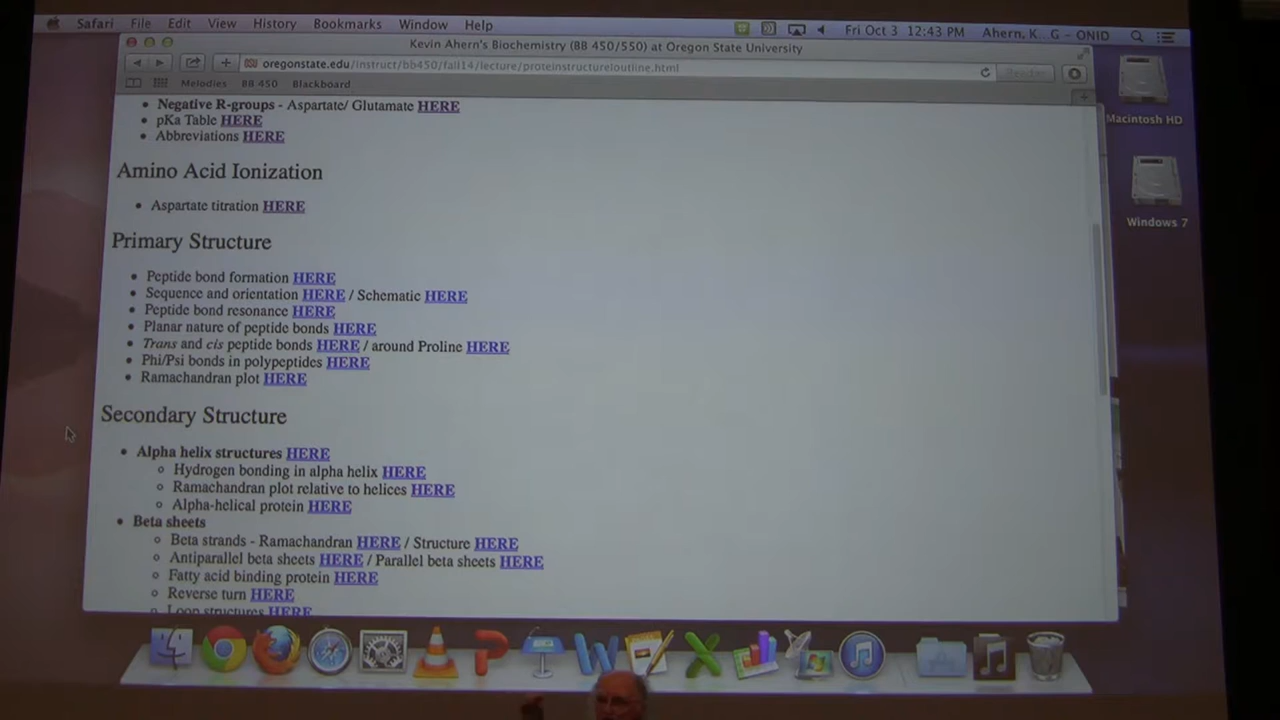 Safari File Edit View History Bookmarks Window Help Fri Oct 3 12:43 PM Ahern, K...G - ONID
Kevin Ahern's Biochemistry (BB 450/550) at Oregon State University
oregonstate.edu/instruct/bb450/fall14/lecture/proteinstructureIoutline.html Reader
Melodies BB 450 Blackboard
• Negative R-groups - Aspartate/ Glutamate HERE
• pKa Table HERE
• Abbreviations HERE
Amino Acid Ionization
• Aspartate titration HERE
Primary Structure
• Peptide bond formation HERE
• Sequence and orientation HERE / Schematic HERE
• Peptide bond resonance HERE
• Planar nature of peptide bonds HERE
• Trans and cis peptide bonds HERE / around Proline HERE
• Phi/Psi bonds in polypeptides HERE
• Ramachandran plot HERE
Secondary Structure
• Alpha helix structures HERE
◦ Hydrogen bonding in alpha helix HERE
◦ Ramachandran plot relative to helices HERE
◦ Alpha-helical protein HERE
• Beta sheets
◦ Beta strands - Ramachandran HERE / Structure HERE
◦ Antiparallel beta sheets HERE / Parallel beta sheets HERE
◦ Fatty acid binding protein HERE
◦ Reverse turn HERE
◦ Loop structures HERE
Macintosh HD
Windows 7